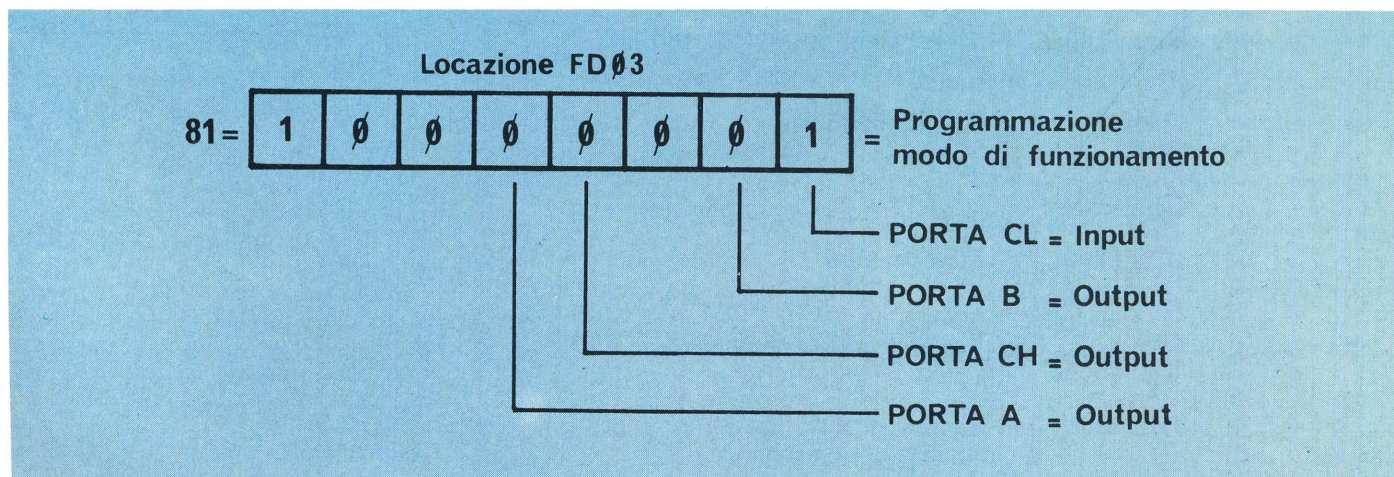 Locazione FDØ3
81= 1 Ø Ø Ø Ø Ø Ø 1 = Programmazione
modo di funzionamento
PORTA CL = Input
PORTA B = Output
PORTA CH = Output
PORTA A = Output